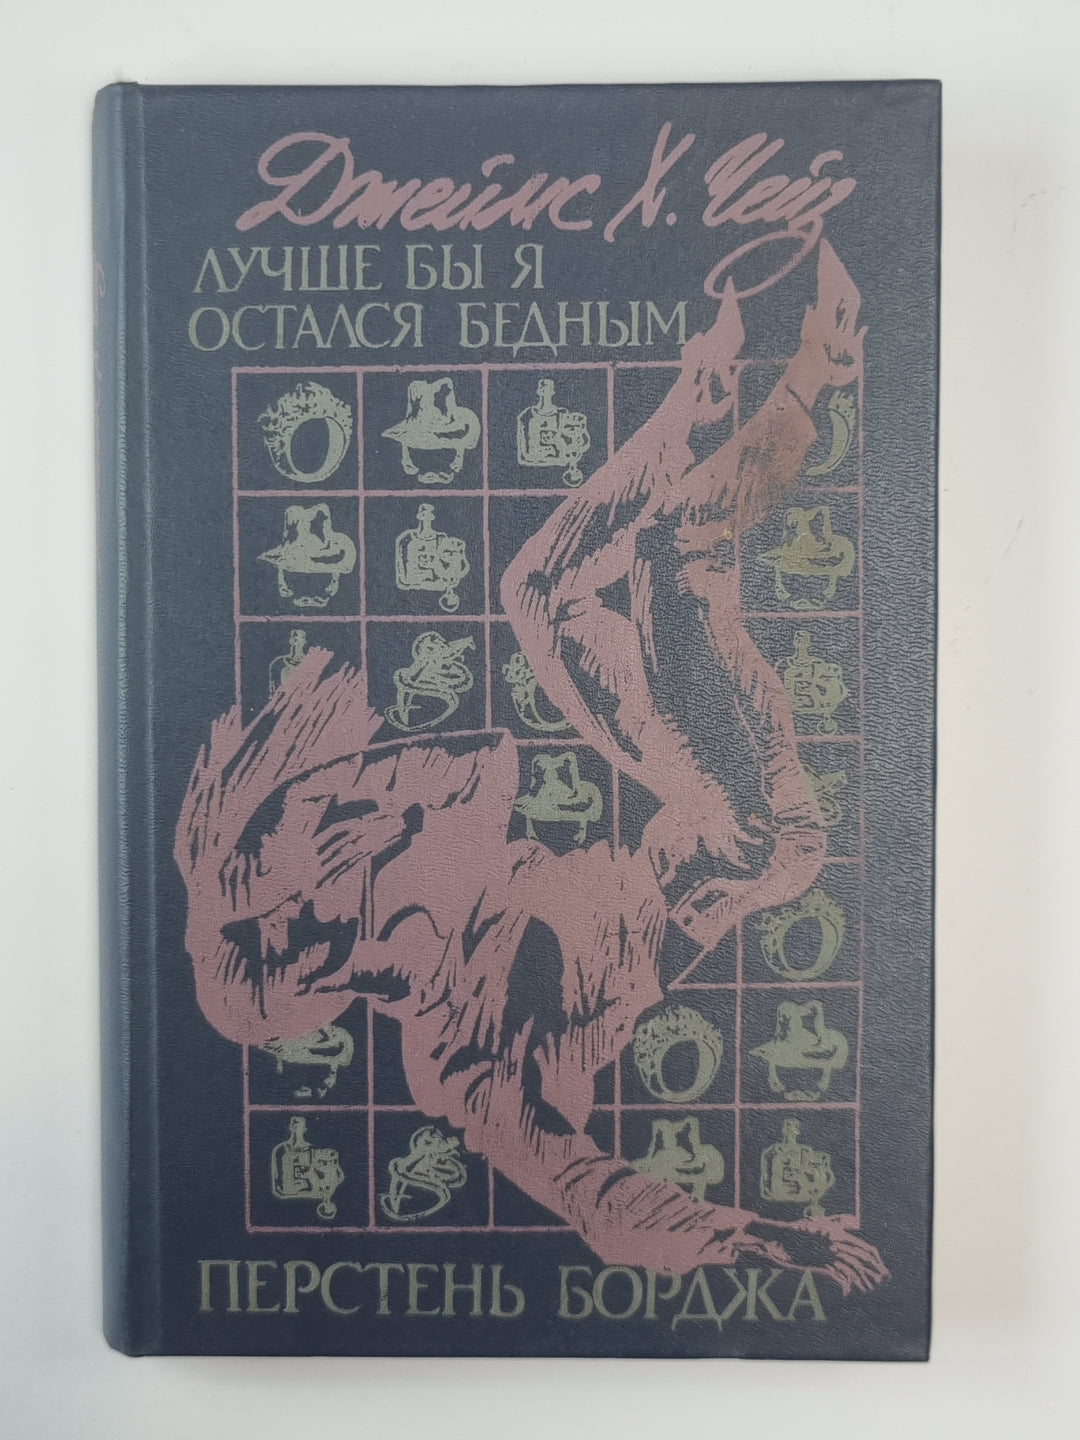 Джеймс Х. Чейз
ЛУЧШЕ БЫ Я
ОСТАЛСЯ БЕДНЫМ
ПЕРСТЕНЬ БОРДЖА